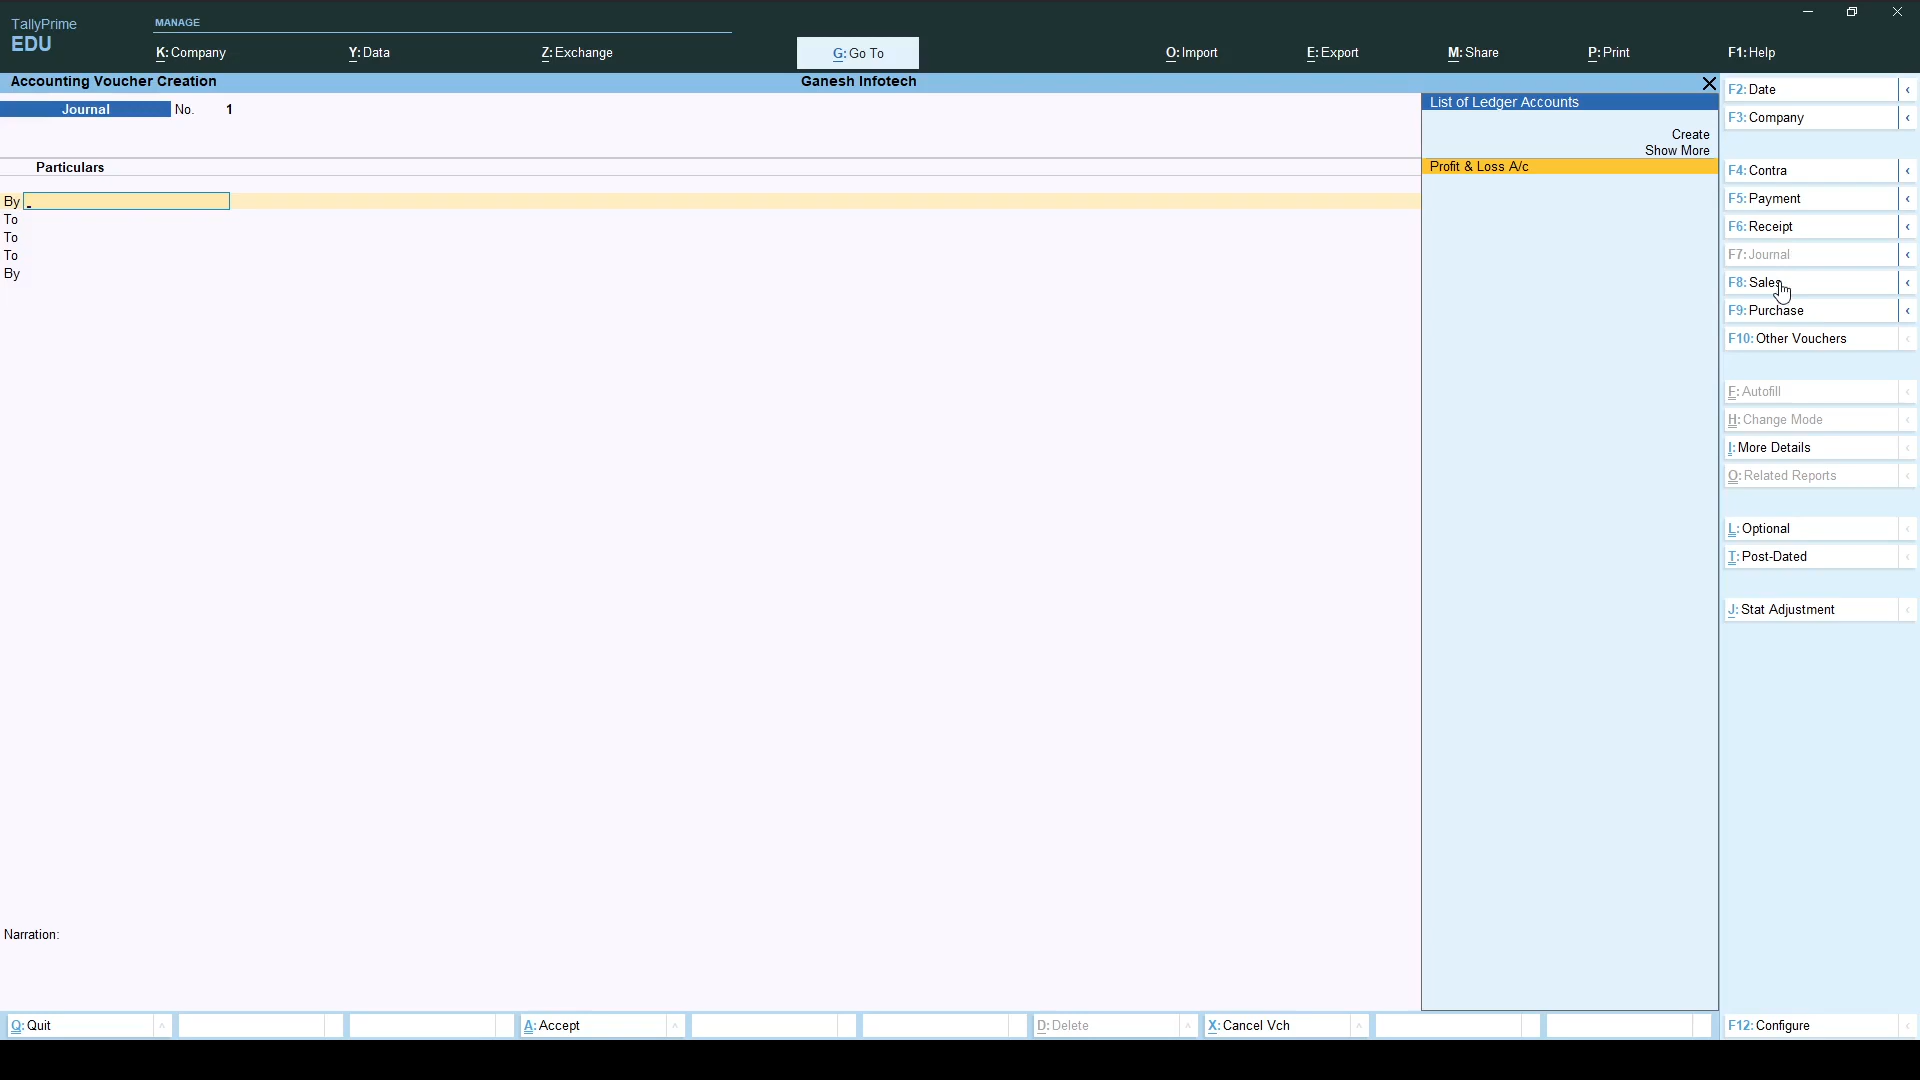 TallyPrime
EDU
MANAGE
K: Company
Y: Data
Z: Exchange
G: Go To
O: Import
E: Export
M: Share
P: Print
F1: Help
Accounting Voucher Creation
Ganesh Infotech
Journal No. 1
Particulars
By
To
To
To
By
Narration:
List of Ledger Accounts
Create
Show More
Profit & Loss A/c
F2: Date
F3: Company
F4: Contra
F5: Payment
F6: Receipt
F7: Journal
F8: Sales
F9: Purchase
F10: Other Vouchers
F: Autofill
H: Change Mode
I: More Details
O: Related Reports
L: Optional
T: Post-Dated
J: Stat Adjustment
Q: Quit
A: Accept
D: Delete
X: Cancel Vch
F12: Configure